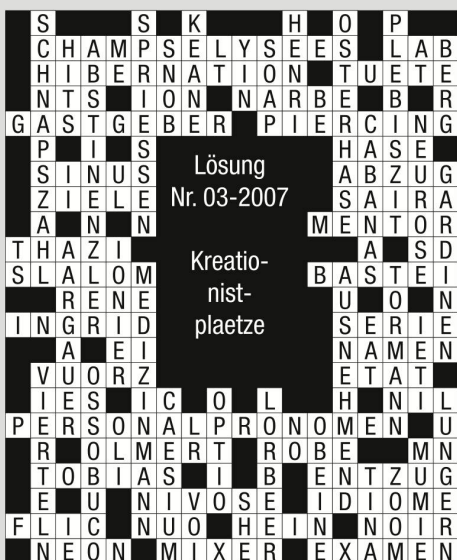 S S K H O P
CHAMPSELYSEES LAB
HIBERNATION TUETE
NTS ION NARBE B R
GASTGEBER PIERCING
P I S HASE
SINUS ABZUG
ZIELE SAIRA
A N N MENTOR
THAZI A SD
SLALOM BASTEI
RENE U O N
INGRID SERIE
A EI NAMEN
VUORZ ETAT
IES IC O L H NIL
PERSONALPRONOMEN U
R OLMERT ROBE MN
TOBIAS I B ENTZUG
E U NIVOSE IDIOME
FLIC NUO HEIN NOIR
NEON MIXER EXAMEN
Lösung
Nr. 03-2007
Kreatio-
nist-
plaetze